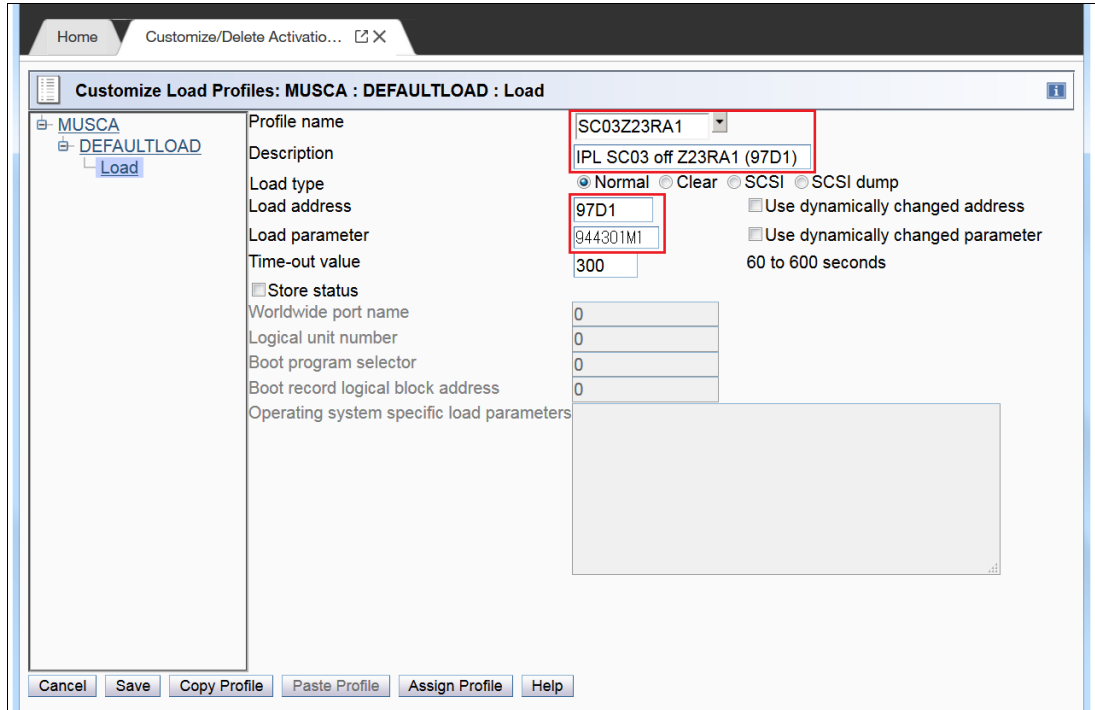 Home
Customize/Delete Activatio...
Customize Load Profiles: MUSCA : DEFAULTLOAD : Load
i
MUSCA
DEFAULTLOAD
Load
Profile name SC03Z23RA1
Description IPL SC03 off Z23RA1 (97D1)
Load type Normal Clear SCSI SCSI dump
Load address 97D1 Use dynamically changed address
Load parameter 944301M1 Use dynamically changed parameter
Time-out value 300 60 to 600 seconds
Store status
Worldwide port name 0
Logical unit number 0
Boot program selector 0
Boot record logical block address 0
Operating system specific load parameters
Cancel Save Copy Profile Paste Profile Assign Profile Help